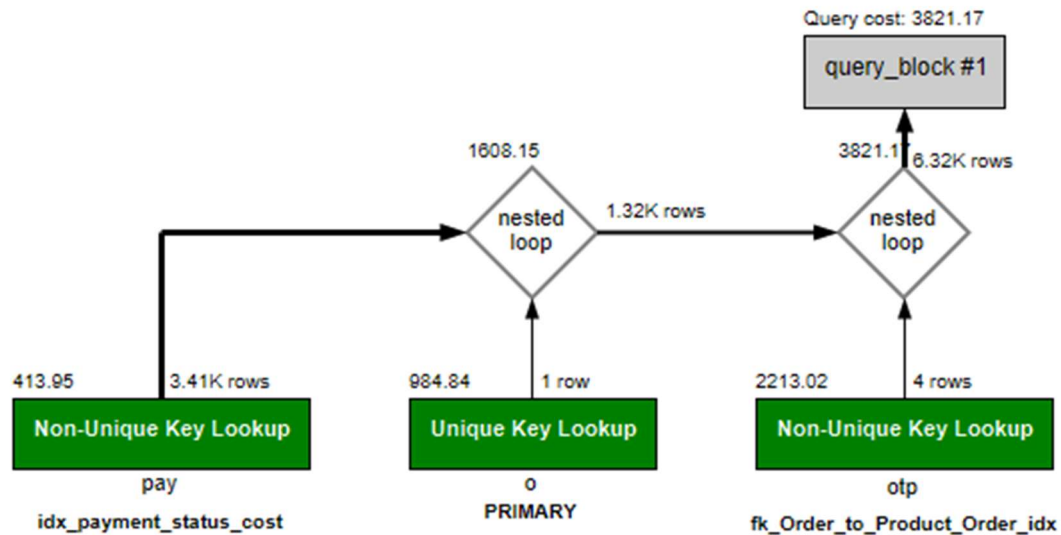 Query cost: 3821.17
query_block #1
1608.15
3821.17
6.32K rows
nested
loop
1.32K rows
nested
loop
413.95
3.41K rows
984.84
1 row
2213.02
4 rows
Non-Unique Key Lookup
Unique Key Lookup
Non-Unique Key Lookup
pay
o
otp
idx_payment_status_cost
PRIMARY
fk_Order_to_Product_Order_idx